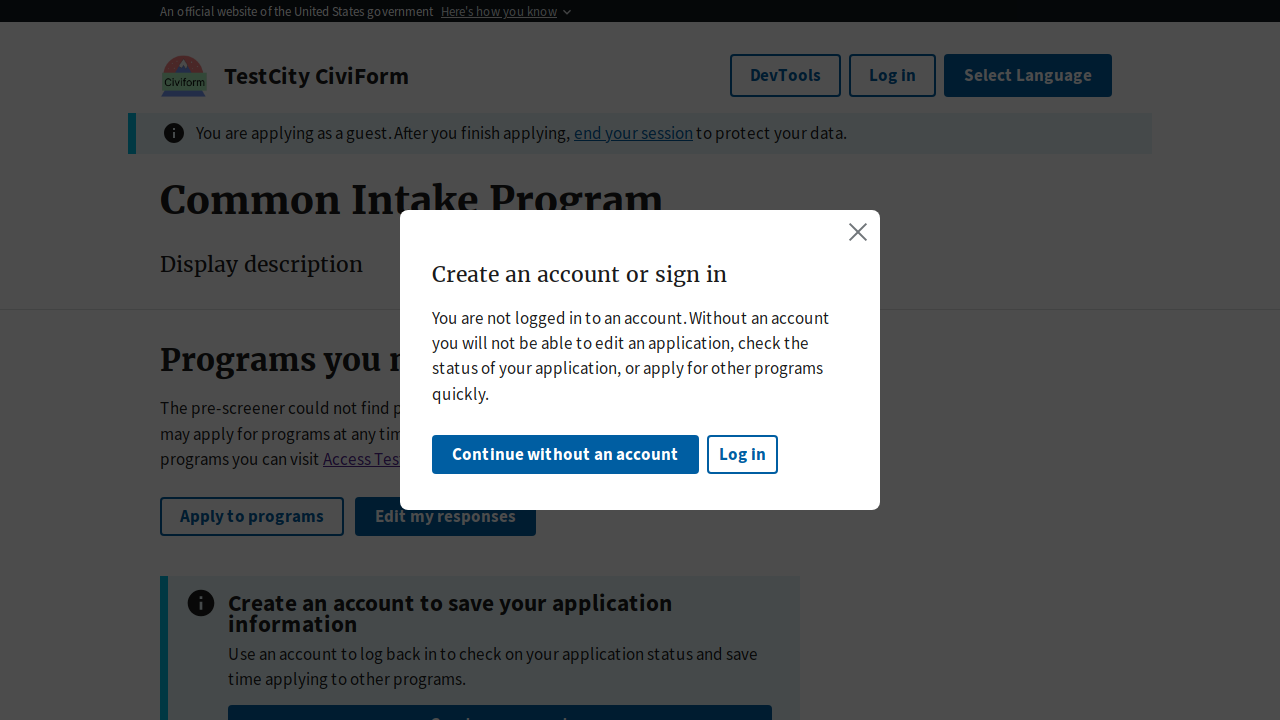 An official website of the United States government Here's how you know
Civiform
TestCity CiviForm
DevTools
Log in
Select Language
You are applying as a guest. After you finish applying, end your session to protect your data.
Common Intake Program
Display description
Create an account or sign in
You are not logged in to an account. Without an account
you will not be able to edit an application, check the
status of your application, or apply for other programs
quickly.
Continue without an account
Log in
Programs you
The pre-screener could not find
may apply for programs at any
programs you can visit Access
Apply to programs
Edit my responses
Create an account to save your application
information
Use an account to log back in to check on your application status and save
time applying to other programs.